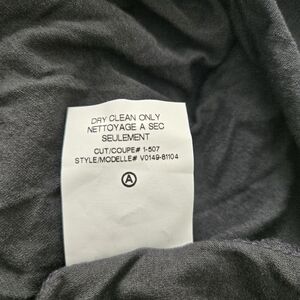 DRY CLEAN ONLY
NETTOYAGE A SEC
SEULEMENT
CUT/COUPE# 1-507
STYLE/MODELLE# V0149-81104
A